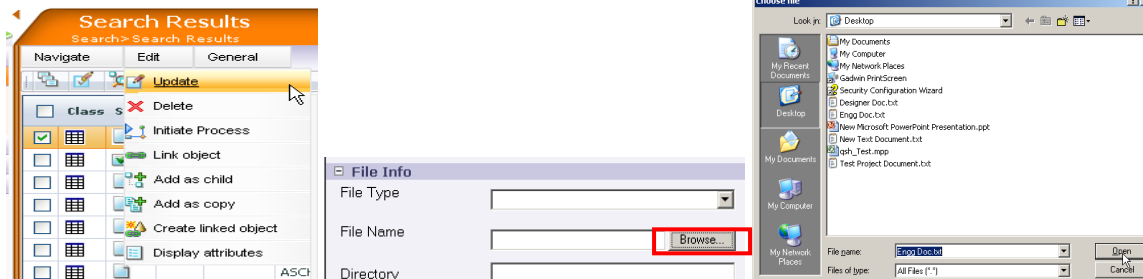 Search Results
Search>Search Results
Navigate Edit General
Update
Class S
Delete
Initiate Process
Link object
Add as child
Add as copy
Create linked object
Display attributes
ASCH
File Info
File Type
File Name
Browse...
Directory
Choose file
Look in: Desktop
My Recent
Documents
Desktop
My Documents
My Computer
My Network
Places
My Documents
My Computer
My Network Places
Gadwin PrintScreen
Security Configuration Wizard
Designer Doc.txt
Engg Doc.txt
New Microsoft PowerPoint Presentation.ppt
New Text Document.txt
qsh_Test.mpp
Test Project Document.txt
File name: Engg Doc.txt Open
Files of type: All Files (*.*) Cancel